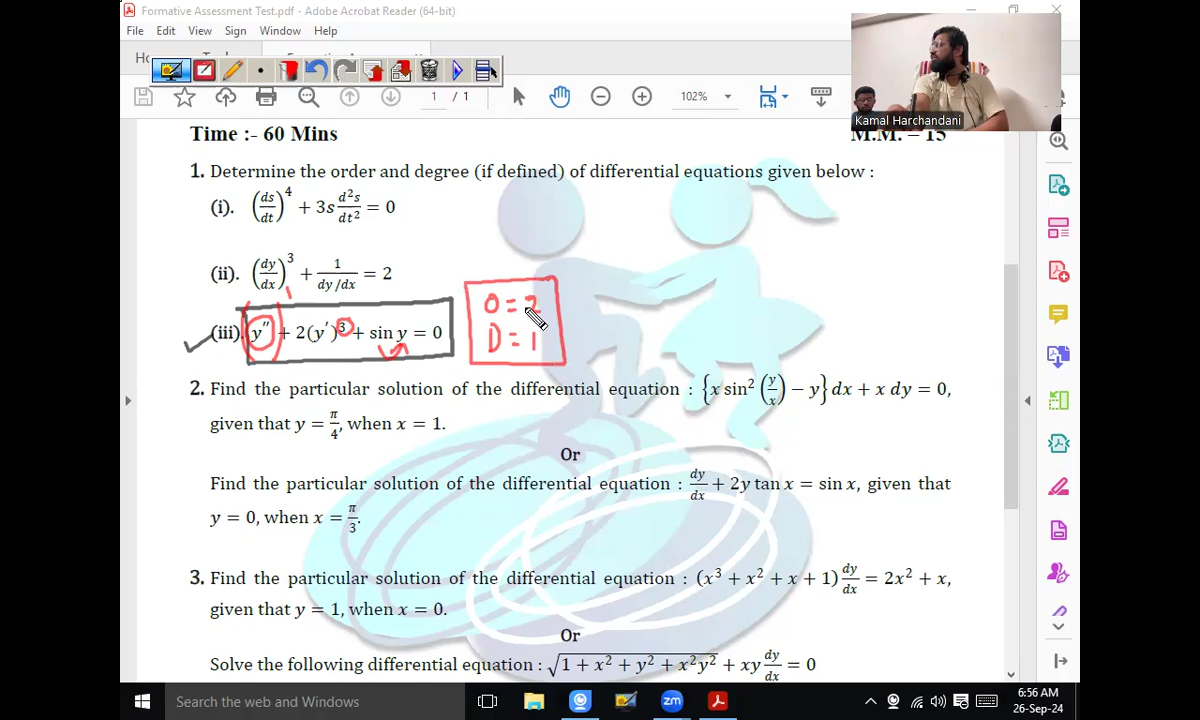 Formative Assessment Test.pdf - Adobe Acrobat Reader (64-bit)
File Edit View Sign Window Help
1 / 1 102%
Kamal Harchandani
Time :- 60 Mins M.M. – 15
1. Determine the order and degree (if defined) of differential equations given below :
(i). (ds/dt)^4 + 3s d²s/dt² = 0
(ii). (dy/dx)^3 + 1/(dy/dx) = 2
(iii). y'' + 2(y')^3 + sin y = 0
1
O = 2
D = 1
2. Find the particular solution of the differential equation : {x sin² (y/x) − y} dx + x dy = 0,
given that y = π/4, when x = 1.
Or
Find the particular solution of the differential equation : dy/dx + 2y tan x = sin x, given that
y = 0, when x = π/3.
3. Find the particular solution of the differential equation : (x³ + x² + x + 1) dy/dx = 2x² + x,
given that y = 1, when x = 0.
Or
Solve the following differential equation : √(1 + x² + y² + x²y²) + xy dy/dx = 0
Search the web and Windows
zm
6:56 AM
26-Sep-24